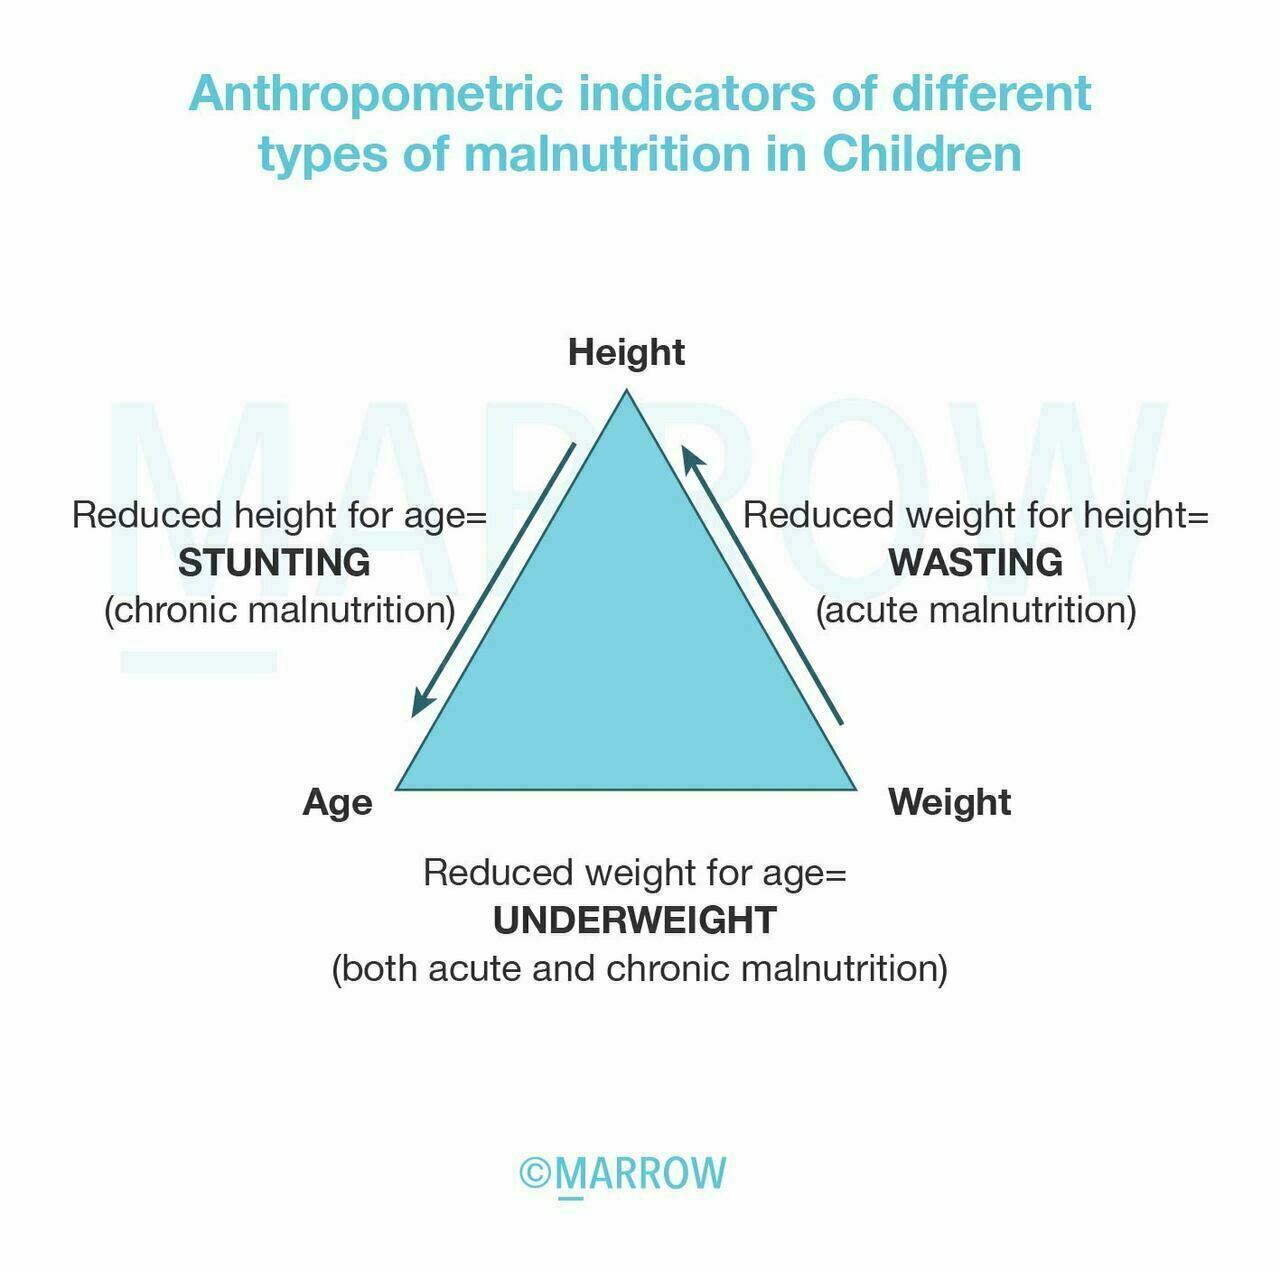 Anthropometric indicators of different
types of malnutrition in Children
Height
MARROW
Reduced height for age=
STUNTING
(chronic malnutrition)
Reduced weight for height=
WASTING
(acute malnutrition)
Age
Weight
Reduced weight for age=
UNDERWEIGHT
(both acute and chronic malnutrition)
©MARROW